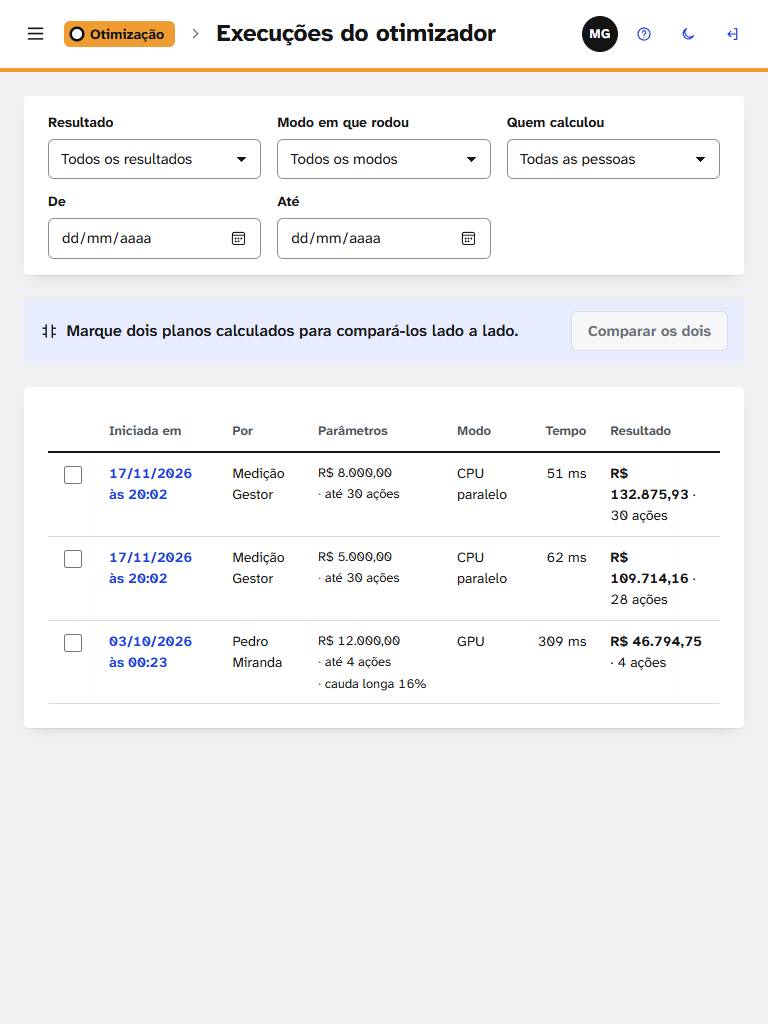 Otimização
Execuções do otimizador
MG
Resultado
Modo em que rodou
Quem calculou
Todos os resultados
Todos os modos
Todas as pessoas
De
Até
dd/mm/aaaa
dd/mm/aaaa
Marque dois planos calculados para compará-los lado a lado.
Comparar os dois
Iniciada em
Por
Parâmetros
Modo
Tempo
Resultado
17/11/2026
às 20:02
Medição
Gestor
R$ 8.000,00
· até 30 ações
CPU
paralelo
51 ms
R$
132.875,93 ·
30 ações
17/11/2026
às 20:02
Medição
Gestor
R$ 5.000,00
· até 30 ações
CPU
paralelo
62 ms
R$
109.714,16 ·
28 ações
03/10/2026
às 00:23
Pedro
Miranda
R$ 12.000,00
· até 4 ações
· cauda longa 16%
GPU
309 ms
R$ 46.794,75
· 4 ações